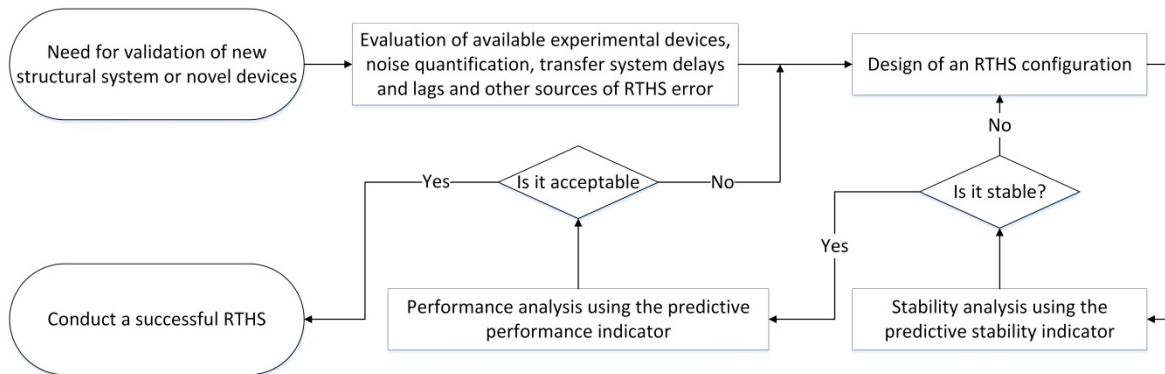 Need for validation of new
structural system or novel devices
Evaluation of available experimental devices,
noise quantification, transfer system delays
and lags and other sources of RTHS error
Design of an RTHS configuration
No
Is it stable?
Yes
Stability analysis using the
predictive stability indicator
Performance analysis using the predictive
performance indicator
Is it acceptable
No
Yes
Conduct a successful RTHS